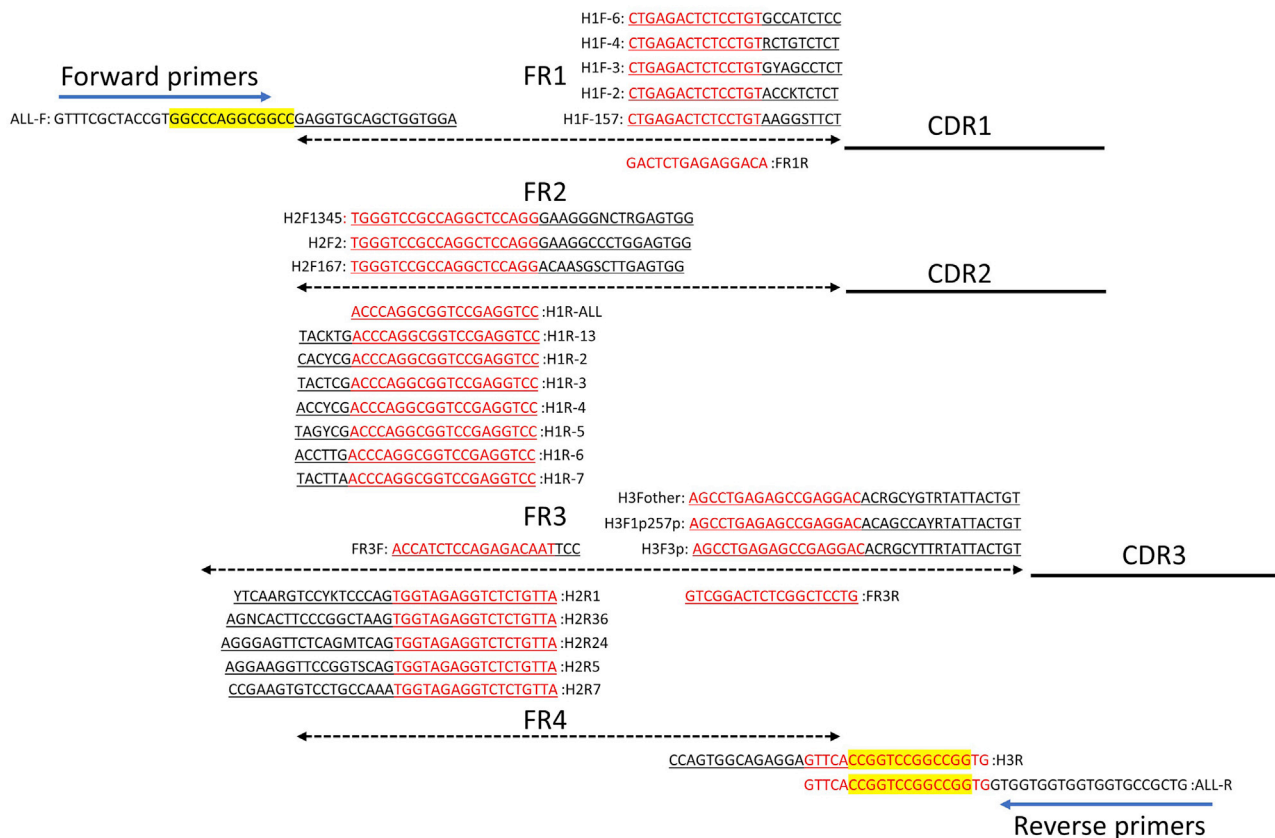 H1F-6: CTGAGACTCTCCTGTGCCATCTCC
H1F-4: CTGAGACTCTCCTGTRCTGTCTCT
Forward primers
FR1
H1F-3: CTGAGACTCTCCTGTGYAGCCTCT
H1F-2: CTGAGACTCTCCTGTACCKTCTCT
ALL-F: GTTTCGCTACCGTGGCCCAGGCGGCCGAGGTGCAGCTGGTGGA
H1F-157: CTGAGACTCTCCTGTAAGGSTTCT
CDR1
GACTCTGAGAGGACA :FR1R
FR2
H2F1345: TGGGTCCGCCAGGCTCCAGGGAAGGGNCTRGAGTGG
H2F2: TGGGTCCGCCAGGCTCCAGGGAAGGCCCTGGAGTGG
H2F167: TGGGTCCGCCAGGCTCCAGGACAASGSCTTGAGTGG
CDR2
ACCCAGGCGGTCCGAGGTCC :H1R-ALL
TACKTGACCCAGGCGGTCCGAGGTCC :H1R-13
CACYCGACCCAGGCGGTCCGAGGTCC :H1R-2
TACTCGACCCAGGCGGTCCGAGGTCC :H1R-3
ACCYCGACCCAGGCGGTCCGAGGTCC :H1R-4
TAGYCGACCCAGGCGGTCCGAGGTCC :H1R-5
ACCTTGACCCAGGCGGTCCGAGGTCC :H1R-6
TACTTAACCCAGGCGGTCCGAGGTCC :H1R-7
H3Fother: AGCCTGAGAGCCGAGGACACRGCYGTRTATTACTGT
FR3
H3F1p257p: AGCCTGAGAGCCGAGGACACAGCCAYRTATTACTGT
FR3F: ACCATCTCCAGAGACAATTCC
H3F3p: AGCCTGAGAGCCGAGGACACRGCYTTRTATTACTGT
CDR3
YTCAARGTCCYKTCCCAGTGGTAGAGGTCTCTGTTA :H2R1
GTCGGACTCTCGGCTCCTG :FR3R
AGNCACTTCCCGGCTAAGTGGTAGAGGTCTCTGTTA :H2R36
AGGGAGTTCTCAGMTCAGTGGTAGAGGTCTCTGTTA :H2R24
AGGAAGGTTCCGGTSCAGTGGTAGAGGTCTCTGTTA :H2R5
CCGAAGTGTCCTGCCAAATGGTAGAGGTCTCTGTTA :H2R7
FR4
CCAGTGGCAGAGGAGTTCACCGGTCCGGCCGGTG :H3R
GTTCACCGGTCCGGCCGGTGGTGGTGGTGGTGGTGCCGCTG :ALL-R
Reverse primers